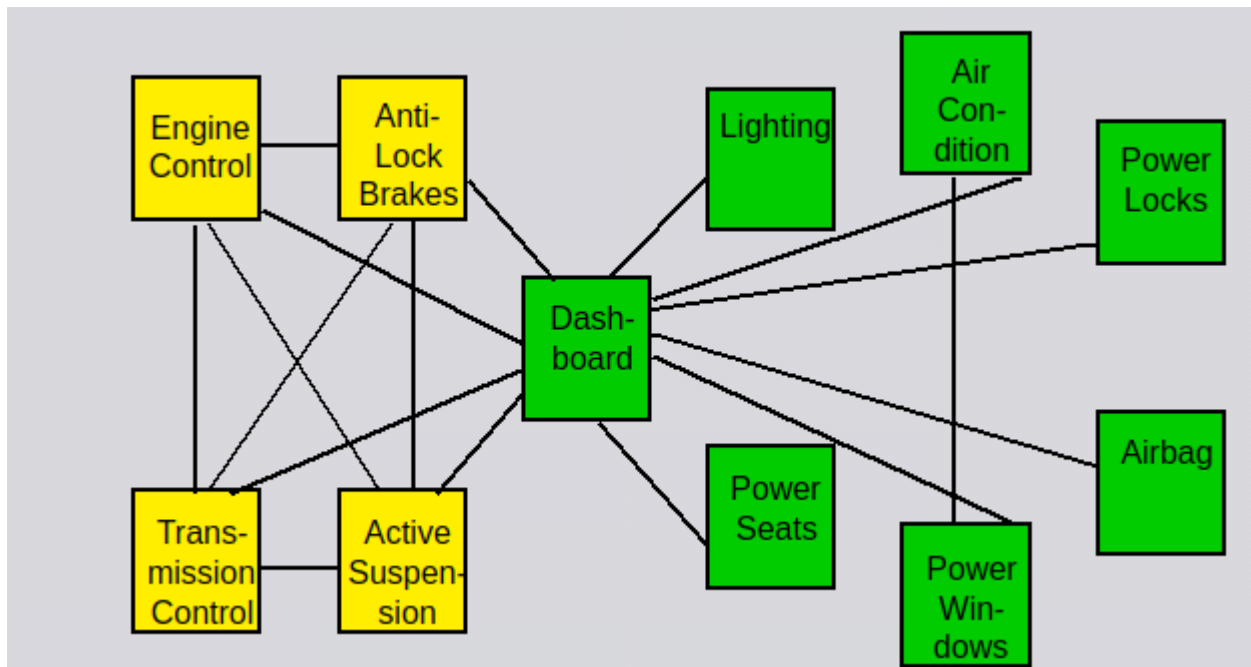 Engine
Control
Anti-
Lock
Brakes
Lighting
Air
Con-
dition
Power
Locks
Dash-
board
Trans-
mission
Control
Active
Suspen-
sion
Power
Seats
Power
Win-
dows
Airbag